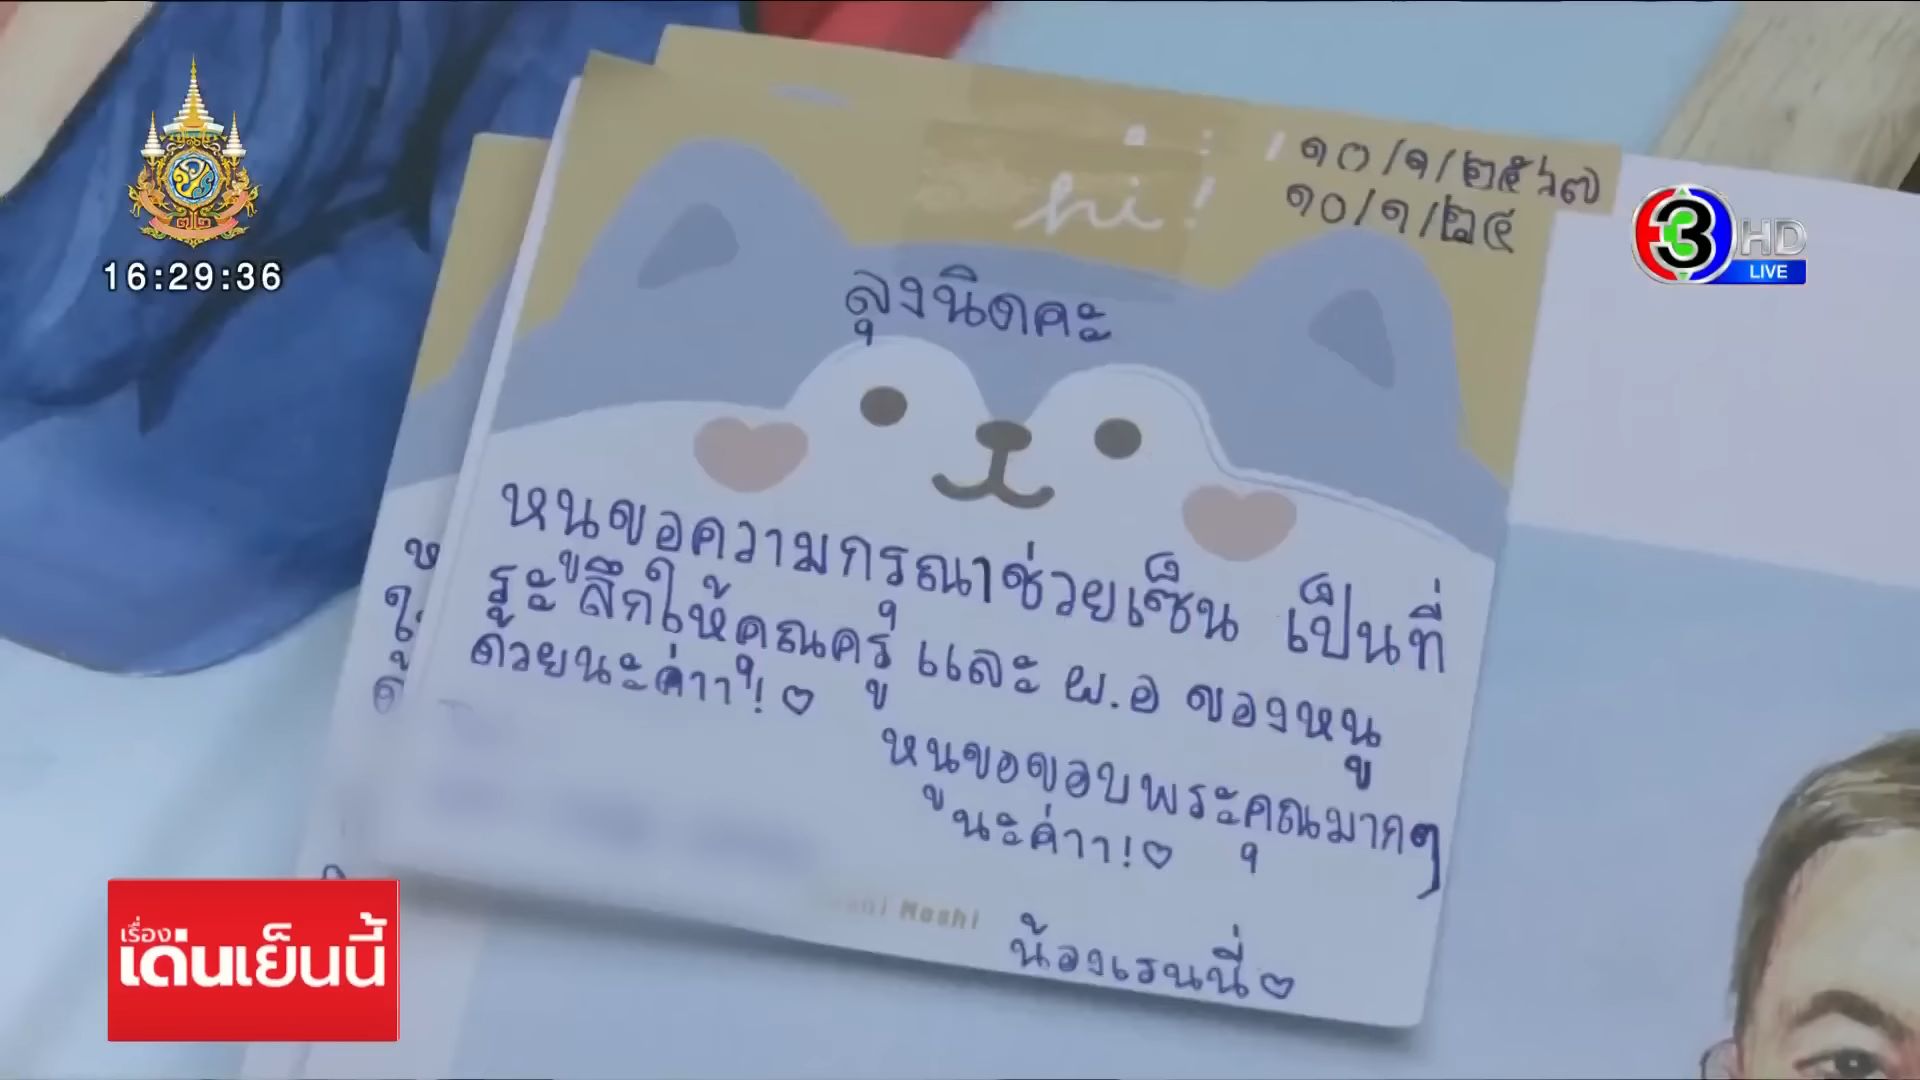 16:29:36
3 HD
LIVE
hi!
๑๐/๑/๒๕๖๗
๑๐/๑/๒๕
ลุงนิดคะ
หนูขอความกรุณาช่วยเซ็น เป็นที่
ระลึกให้คุณครู และ ผ.อ ของหนู
ด้วยนะค่าา! ♡
หนูขอขอบพระคุณมากๆ
นะค่าา! ♡
Moshi
น้องเรนนี่ ♡
เรื่อง
เด่นเย็นนี้